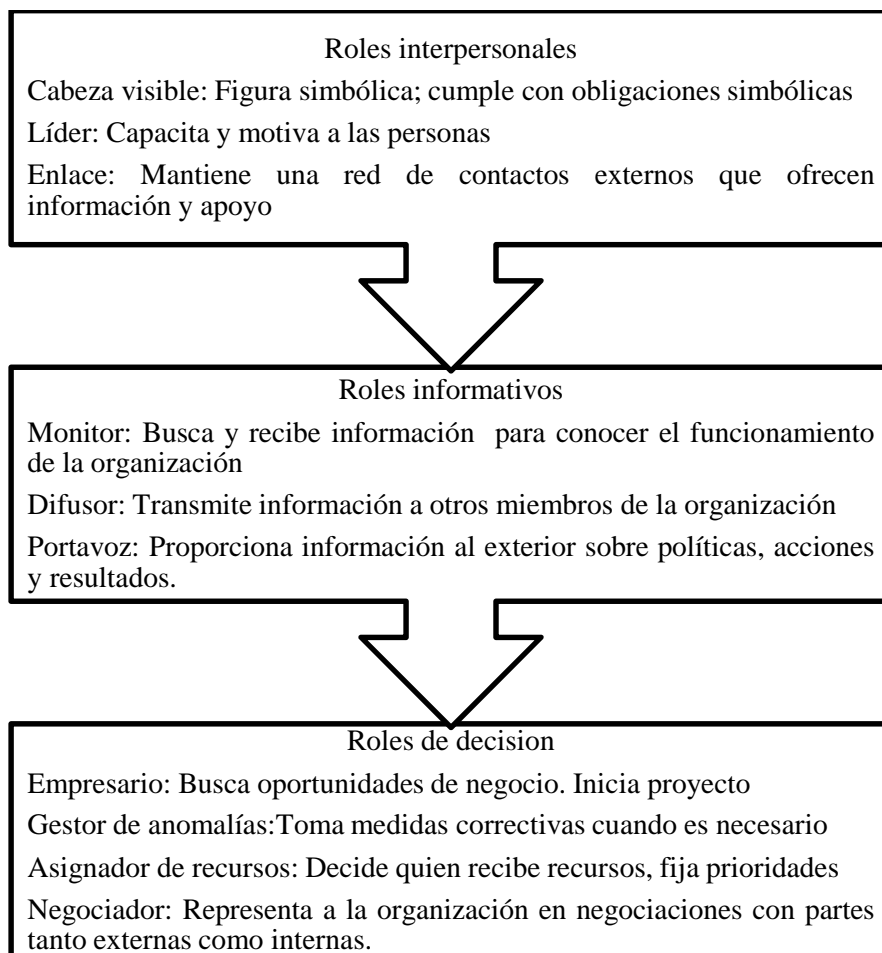 Roles interpersonales
Cabeza visible: Figura simbólica; cumple con obligaciones simbólicas
Líder: Capacita y motiva a las personas
Enlace: Mantiene una red de contactos externos que ofrecen
información y apoyo
Roles informativos
Monitor: Busca y recibe información para conocer el funcionamiento
de la organización
Difusor: Transmite información a otros miembros de la organización
Portavoz: Proporciona información al exterior sobre políticas, acciones
y resultados.
Roles de decision
Empresario: Busca oportunidades de negocio. Inicia proyecto
Gestor de anomalías:Toma medidas correctivas cuando es necesario
Asignador de recursos: Decide quien recibe recursos, fija prioridades
Negociador: Representa a la organización en negociaciones con partes
tanto externas como internas.